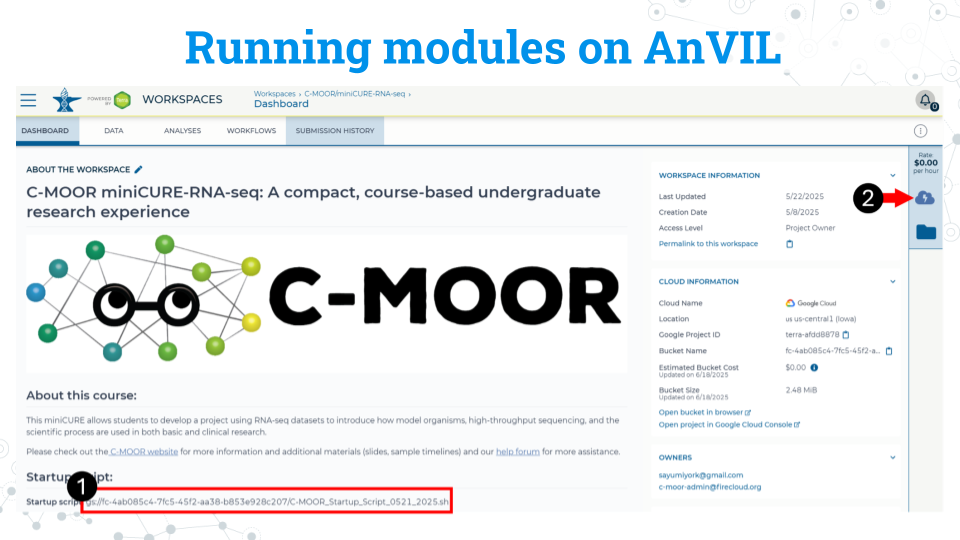 Running modules on AnVIL
POWERED BY
WORKSPACES
Workspaces › C-MOOR/miniCURE-RNA-seq ›
Dashboard
0
DASHBOARD
DATA
ANALYSES
WORKFLOWS
SUBMISSION HISTORY
Rate
$0.00
per hour
2
ABOUT THE WORKSPACE
C-MOOR miniCURE-RNA-seq: A compact, course-based undergraduate
research experience
C-MOOR
About this course:
This miniCURE allows students to develop a project using RNA-seq datasets to introduce how model organisms, high-throughput sequencing, and the
scientific process are used in both basic and clinical research.
Please check out the C-MOOR website for more information and additional materials (slides, sample timelines) and our help forum for more assistance.
Startup script:
1
Startup script: gs://fc-4ab085c4-7fc5-45f2-aa38-b853e928c207/C-MOOR_Startup_Script_0521_2025.sh
WORKSPACE INFORMATION
Last Updated 5/22/2025
Creation Date 5/8/2025
Access Level Project Owner
Permalink to this workspace
CLOUD INFORMATION
Cloud Name Google Cloud
Location us us-central1 (Iowa)
Google Project ID terra-afdd8878
Bucket Name fc-4ab085c4-7fc5-45f2-a...
Estimated Bucket Cost $0.00
Updated on 6/18/2025
Bucket Size 2.48 MiB
Updated on 6/18/2025
Open bucket in browser
Open project in Google Cloud Console
OWNERS
sayumiyork@gmail.com
c-moor-admin@firecloud.org